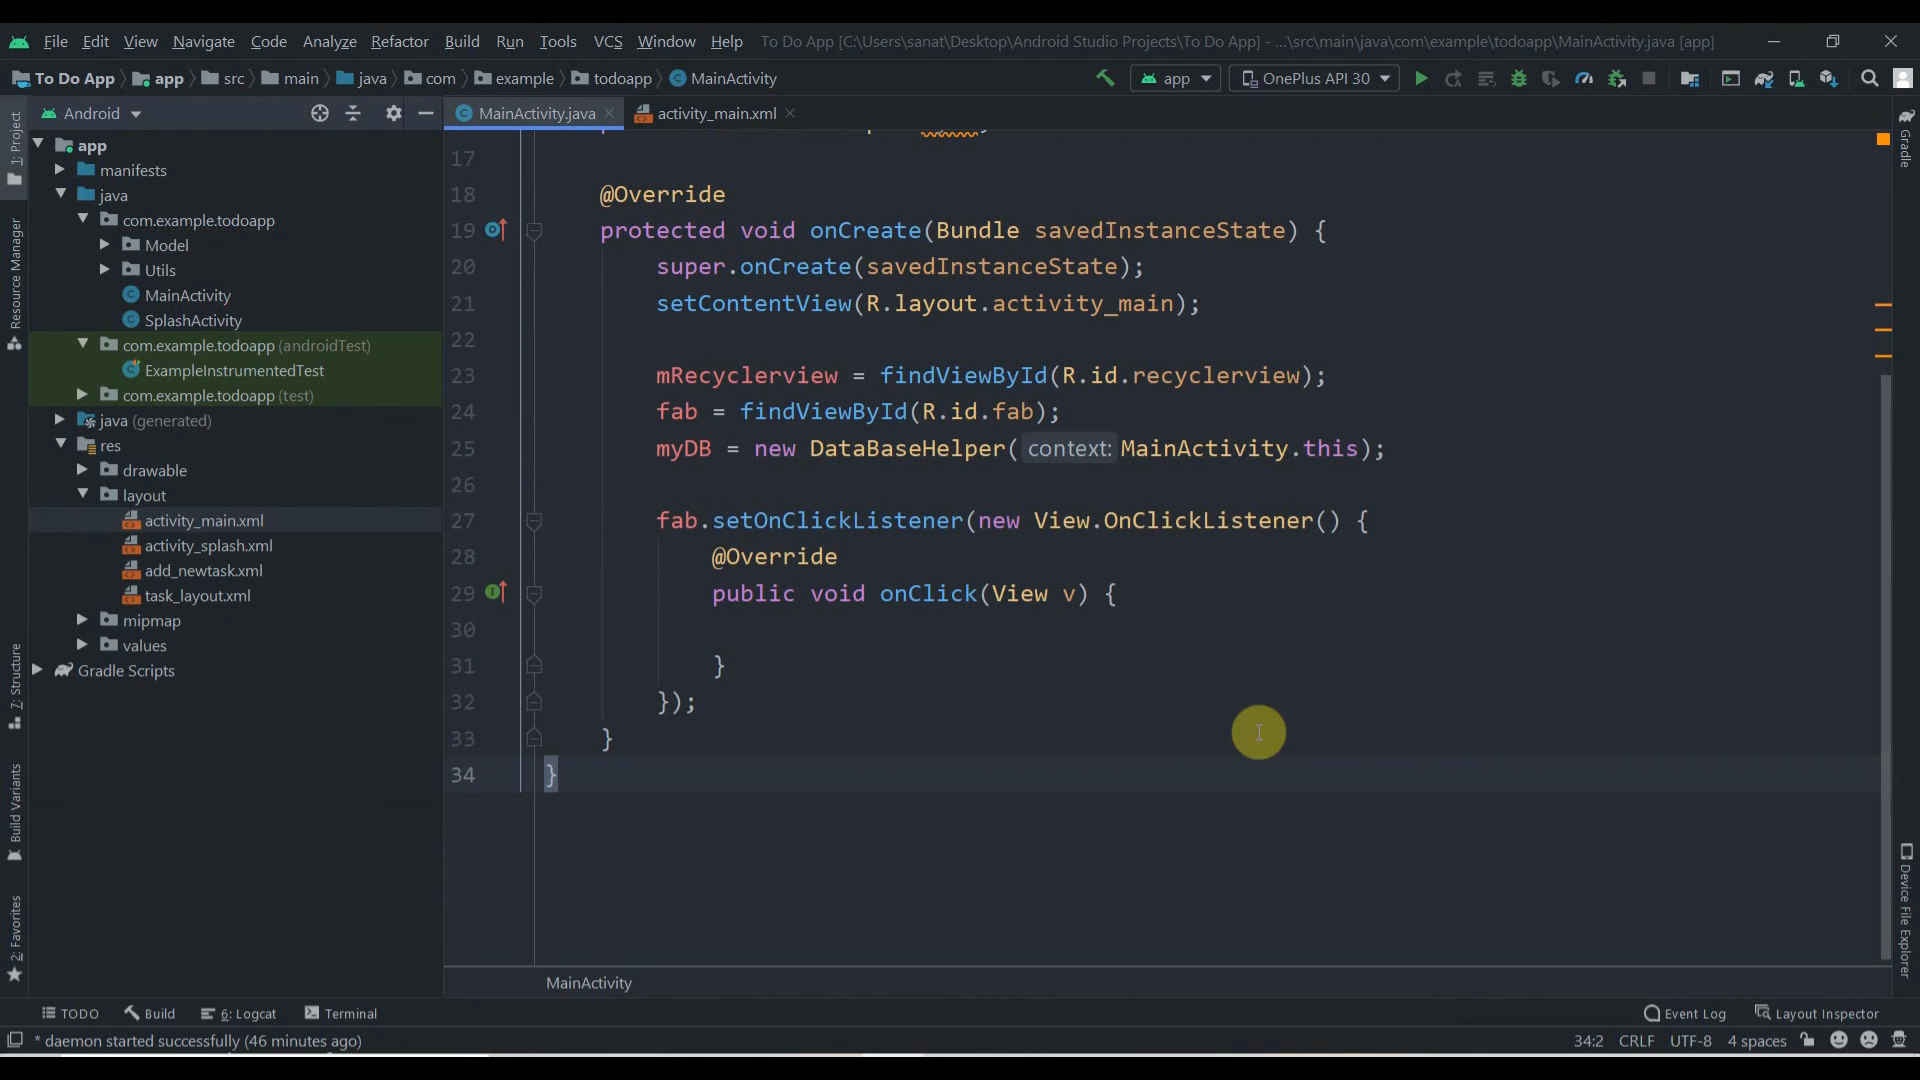 File Edit View Navigate Code Analyze Refactor Build Run Tools VCS Window Help To Do App [C:\Users\sanat\Desktop\Android Studio Projects\To Do App] - ...\src\main\java\com\example\todoapp\MainActivity.java [app]
To Do App app src main java com example todoapp MainActivity app OnePlus API 30
Android MainActivity.java activity_main.xml
1: Project
Resource Manager
7: Structure
Build Variants
2: Favorites
app
manifests
java
com.example.todoapp
Model
Utils
MainActivity
SplashActivity
com.example.todoapp (androidTest)
ExampleInstrumentedTest
com.example.todoapp (test)
java (generated)
res
drawable
layout
activity_main.xml
activity_splash.xml
add_newtask.xml
task_layout.xml
mipmap
values
Gradle Scripts
17
18 @Override
19 protected void onCreate(Bundle savedInstanceState) {
20 super.onCreate(savedInstanceState);
21 setContentView(R.layout.activity_main);
22
23 mRecyclerview = findViewById(R.id.recyclerview);
24 fab = findViewById(R.id.fab);
25 myDB = new DataBaseHelper( context: MainActivity.this);
26
27 fab.setOnClickListener(new View.OnClickListener() {
28 @Override
29 public void onClick(View v) {
30
31 }
32 });
33 }
34 }
MainActivity
Gradle
Device File Explorer
TODO Build 6: Logcat Terminal Event Log Layout Inspector
* daemon started successfully (46 minutes ago) 34:2 CRLF UTF-8 4 spaces